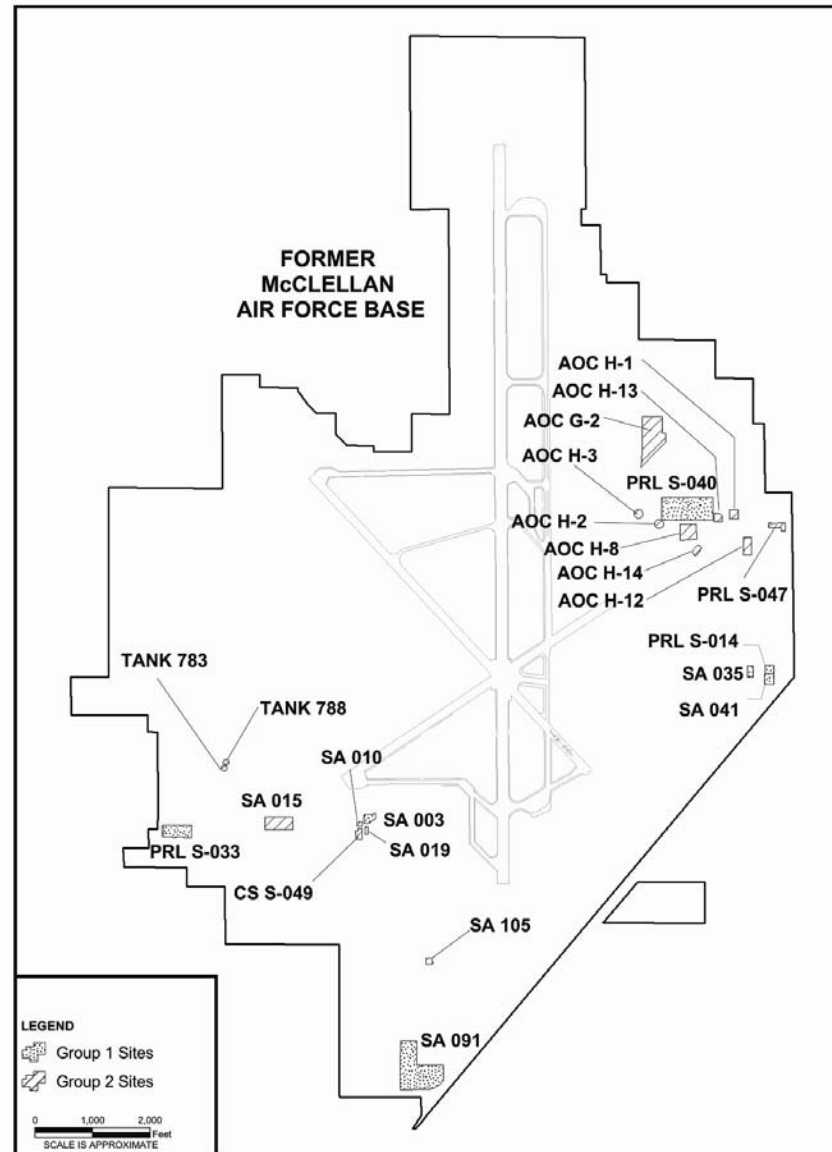 FORMER
McCLELLAN
AIR FORCE BASE
AOC H-1
AOC H-13
AOC G-2
AOC H-3
PRL S-040
AOC H-2
AOC H-8
AOC H-14
AOC H-12
PRL S-047
PRL S-014
SA 035
SA 041
TANK 783
TANK 788
SA 010
SA 015
SA 003
PRL S-033
SA 019
CS S-049
SA 105
SA 091
LEGEND
Group 1 Sites
Group 2 Sites
0 1,000 2,000
Feet
SCALE IS APPROXIMATE